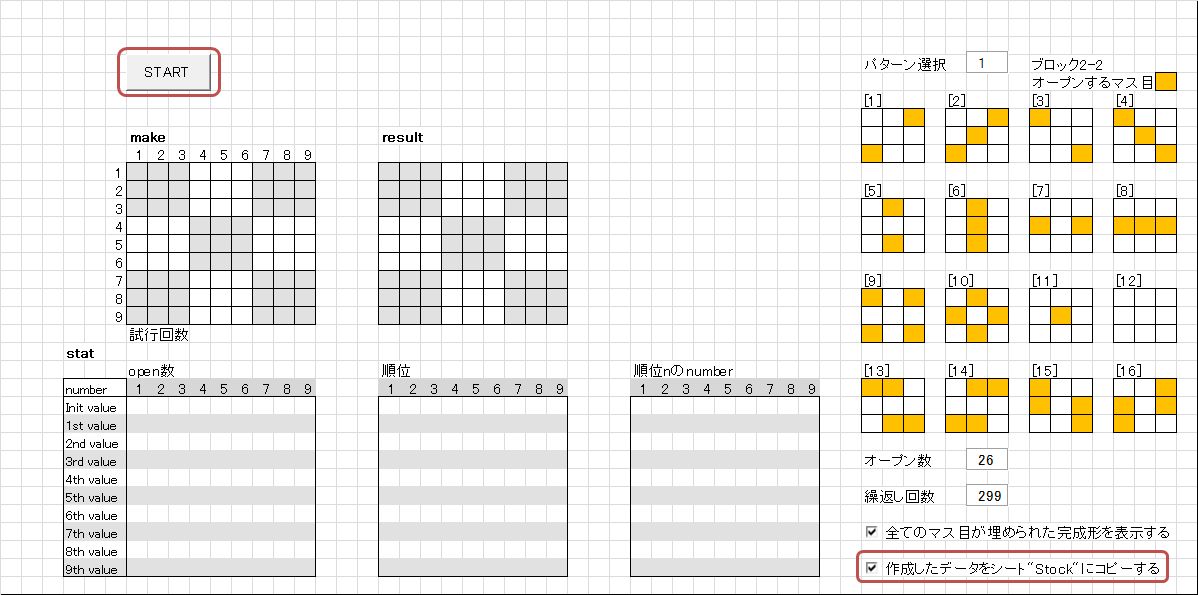 START
パターン選択 1 ブロック2-2
オープンするマス目
[1] [2] [3] [4]
make result
1 2 3 4 5 6 7 8 9
1
2
3
4
5
6
7
8
9
[5] [6] [7] [8]
[9] [10] [11] [12]
試行回数
stat
open数 順位 順位nのnumber
[13] [14] [15] [16]
number 1 2 3 4 5 6 7 8 9 1 2 3 4 5 6 7 8 9 1 2 3 4 5 6 7 8 9
Init value
1st value
2nd value
3rd value
4th value
5th value
6th value
7th value
8th value
9th value
オープン数 26
繰返し回数 299
全てのマス目が埋められた完成形を表示する
作成したデータをシート“Stock“にコピーする